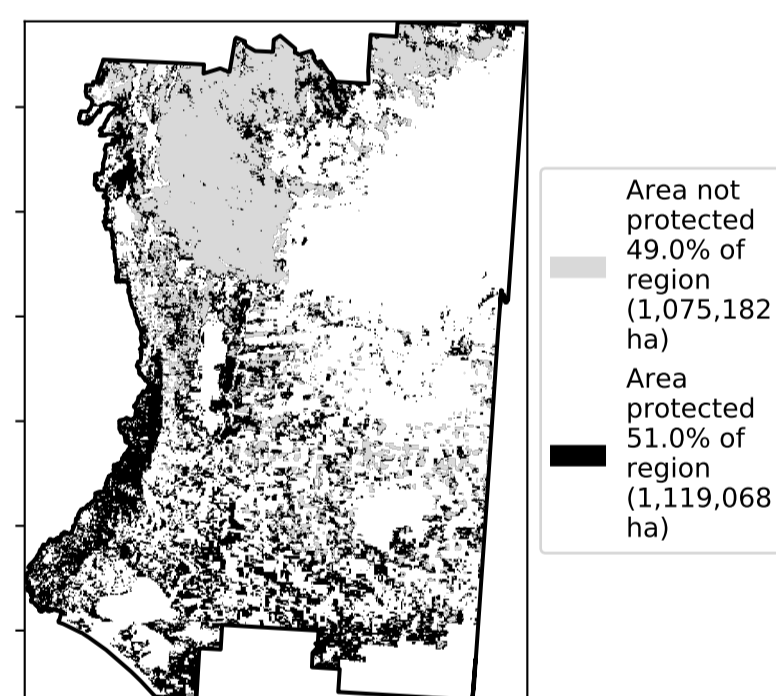 Area not
protected
49.0% of
region
(1,075,182
ha)
Area
protected
51.0% of
region
(1,119,068
ha)